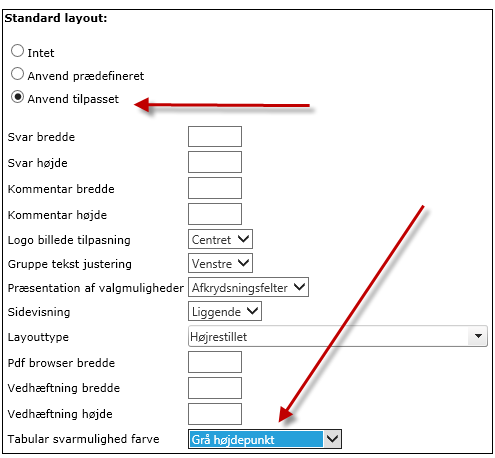 Standard layout:
Intet
Anvend prædefineret
Anvend tilpasset
Svar bredde
Svar højde
Kommentar bredde
Kommentar højde
Logo billede tilpasning Centret
Gruppe tekst justering Venstre
Præsentation af valgmuligheder Afkrydsningsfelter
Sidevisning Liggende
Layouttype Højrestillet
Pdf browser bredde
Vedhæftning bredde
Vedhæftning højde
Tabular svarmulighed farve Grå højdepunkt